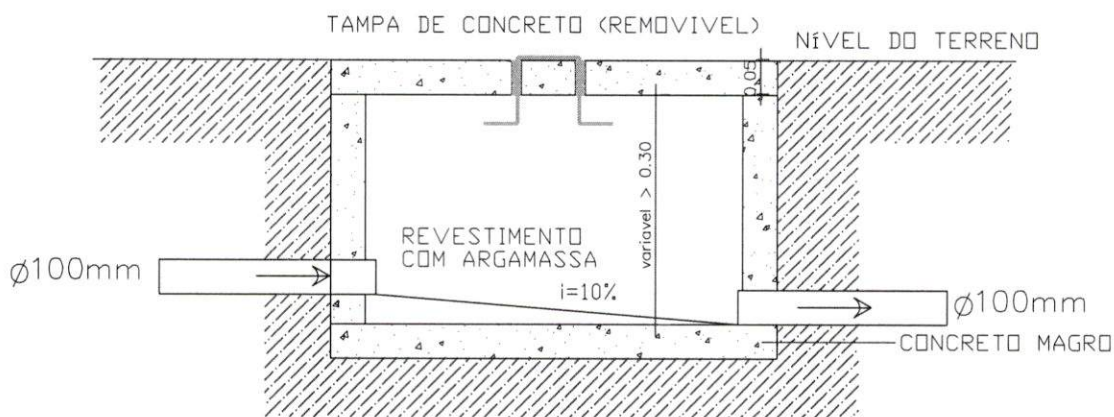 TAMPA DE CONCRETO (REMOVIVEL)
NÍVEL DO TERRENO
0,05
variavel > 0.30
REVESTIMENTO
COM ARGAMASSA
i=10%
Ø100mm
Ø100mm
CONCRETO MAGRO